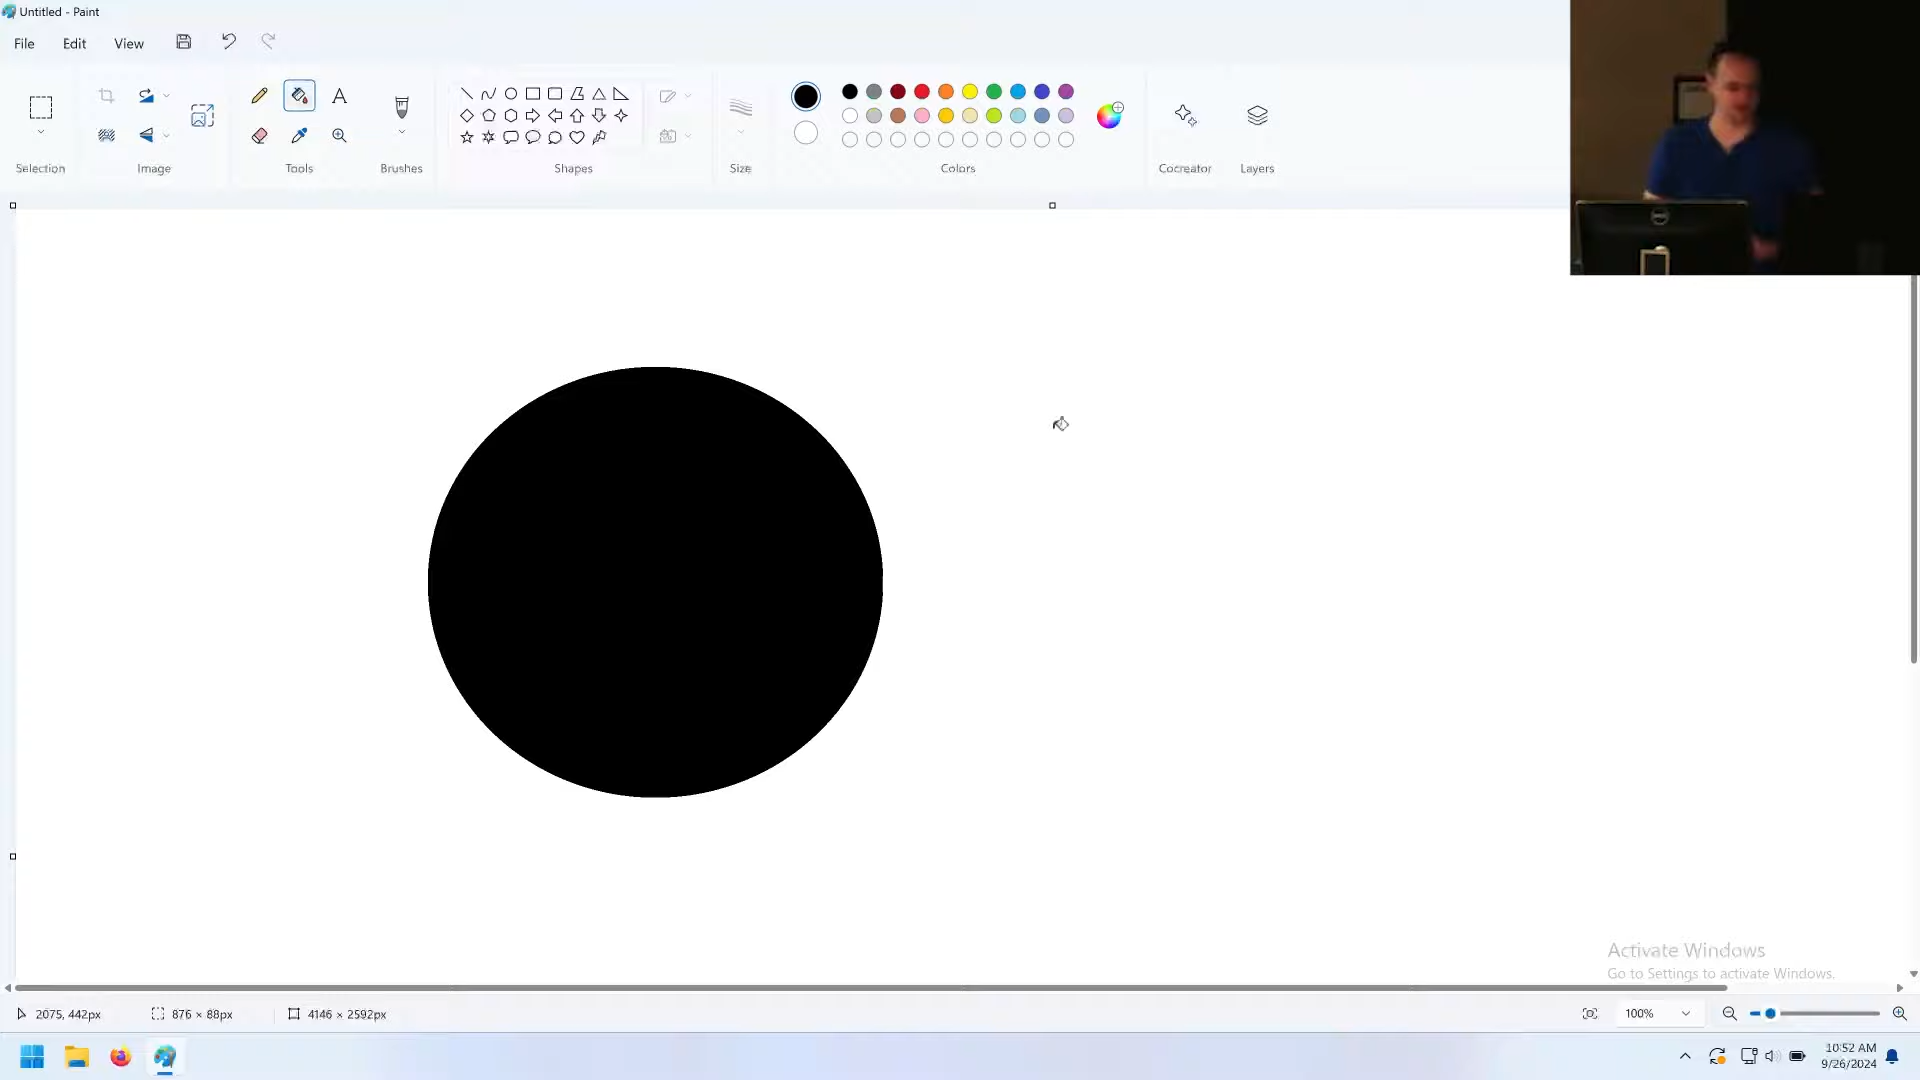 Untitled - Paint
File Edit View
A
Selection Image Tools Brushes Shapes Size Colors Cocreator Layers
Activate Windows
Go to Settings to activate Windows.
2075, 442px 876 × 88px 4146 × 2592px 100%
10:52 AM
9/26/2024